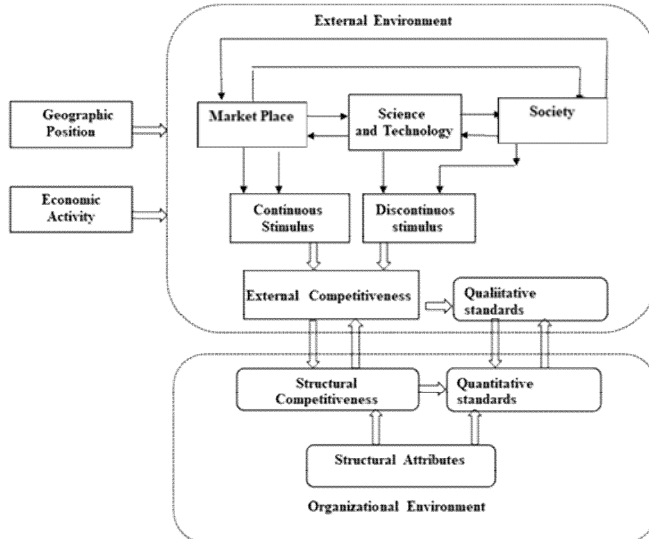 External Environment
Geographic
Position
Market Place
Science
and Technology
Society
Economic
Activity
Continuous
Stimulus
Discontinuos
stimulus
External Competitiveness
Qualiitative
standards
Structural
Competitiveness
Quantitative
standards
Structural Attributes
Organizational Environment